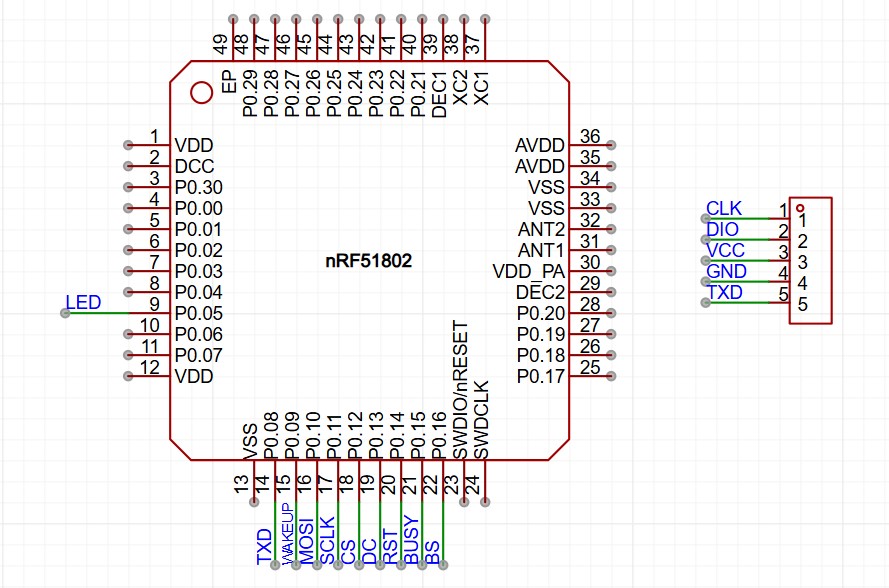 49 48 47 46 45 44 43 42 41 40 39 38 37
EP P0.29 P0.28 P0.27 P0.26 P0.25 P0.24 P0.23 P0.22 P0.21 DEC1 XC2 XC1
1 VDD
2 DCC
3 P0.30
4 P0.00
5 P0.01
6 P0.02
7 P0.03
8 P0.04
LED 9 P0.05
10 P0.06
11 P0.07
12 VDD
nRF51802
AVDD 36
AVDD 35
VSS 34
VSS 33
ANT2 32
ANT1 31
VDD_PA 30
DEC2 29
P0.20 28
P0.19 27
P0.18 26
P0.17 25
VSS P0.08 P0.09 P0.10 P0.11 P0.12 P0.13 P0.14 P0.15 P0.16 SWDIO/nRESET SWDCLK
13 14 15 16 17 18 19 20 21 22 23 24
TXD WAKEUP MOSI SCLK CS DC RST BUSY BS
CLK 1 1
DIO 2 2
VCC 3 3
GND 4 4
TXD 5 5